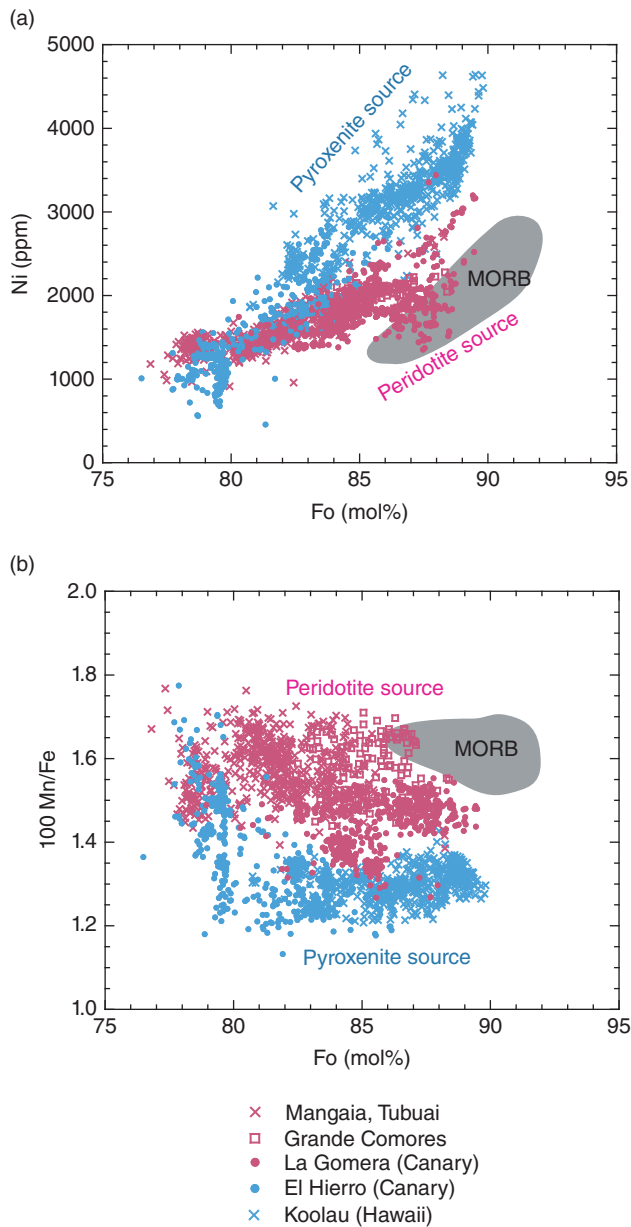 (a)
5000
4000
3000
2000
1000
0
Ni (ppm)
Pyroxenite source
MORB
Peridotite source
75 80 85 90 95
Fo (mol%)
(b)
2.0
1.8
1.6
1.4
1.2
1.0
100 Mn/Fe
Peridotite source
MORB
Pyroxenite source
75 80 85 90 95
Fo (mol%)
Mangaia, Tubuai
Grande Comores
La Gomera (Canary)
El Hierro (Canary)
Koolau (Hawaii)